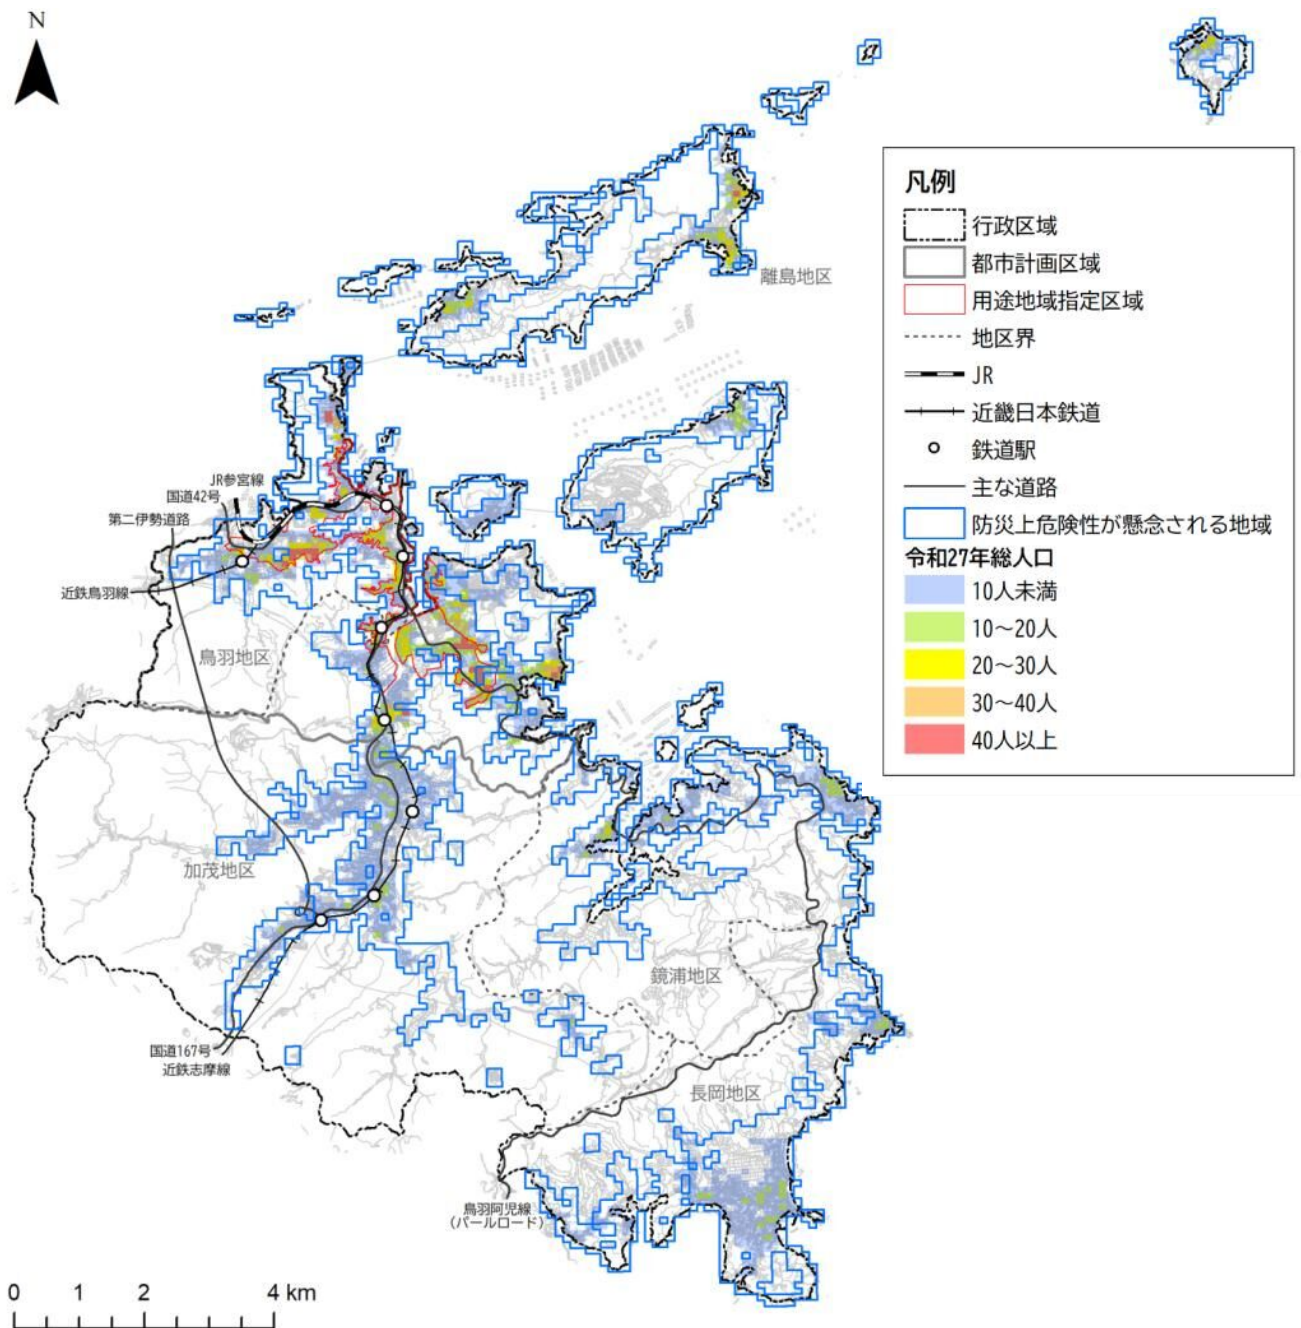 N
凡例
行政区域
都市計画区域
用途地域指定区域
地区界
JR
近畿日本鉄道
鉄道駅
主な道路
防災上危険性が懸念される地域
令和27年総人口
10人未満
10～20人
20～30人
30～40人
40人以上
離島地区
JR参宮線
国道42号
第二伊勢道路
近鉄鳥羽線
鳥羽地区
加茂地区
鏡浦地区
国道167号
近鉄志摩線
長岡地区
鳥羽阿児線
（パールロード）
0 1 2 4 km